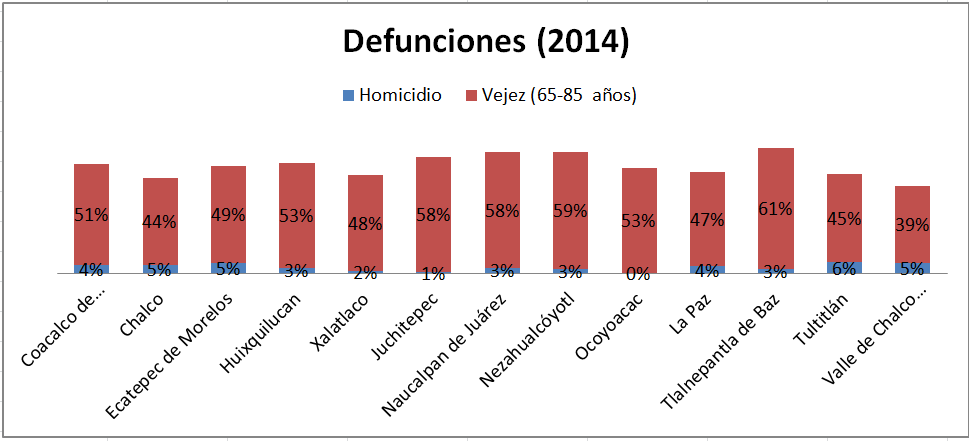 Defunciones (2014)
Homicidio Vejez (65-85 años)
51% 44% 49% 53% 48% 58% 58% 59% 53% 47% 61% 45% 39%
4% 5% 5% 3% 2% 1% 3% 3% 0% 4% 3% 6% 5%
Coacalco de...
Chalco
Ecatepec de Morelos
Huixquilucan
Xalatlaco
Juchitepec
Naucalpan de Juárez
Nezahualcóyotl
Ocoyoacac
La Paz
Tlalnepantla de Baz
Tultitlán
Valle de Chalco...